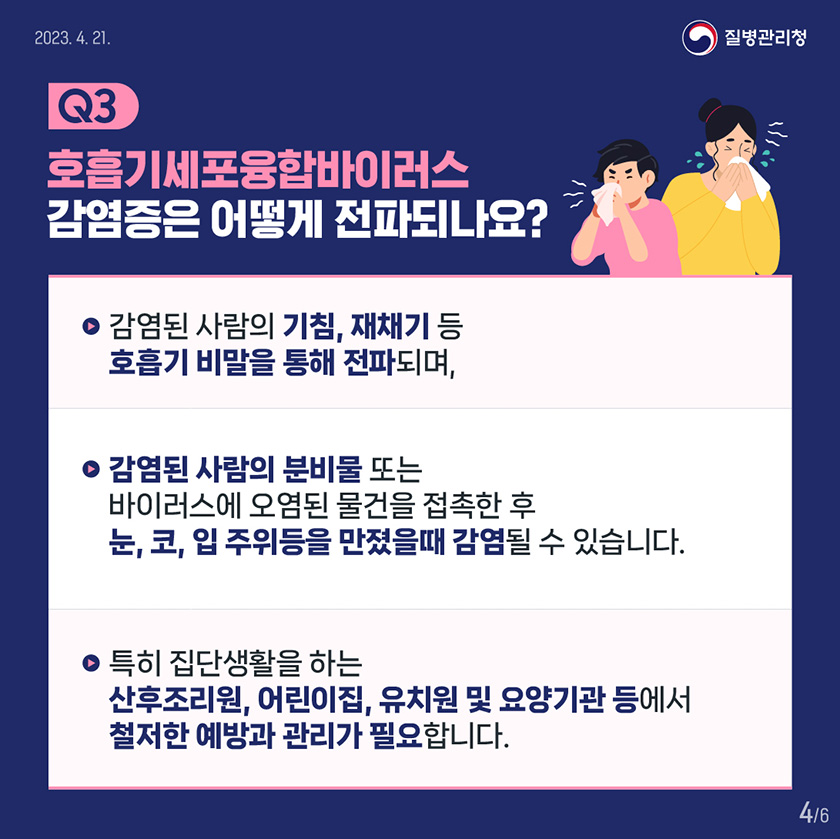 2023. 4. 21.
질병관리청
Q3
호흡기세포융합바이러스
감염증은 어떻게 전파되나요?
감염된 사람의 기침, 재채기 등
호흡기 비말을 통해 전파되며,
감염된 사람의 분비물 또는
바이러스에 오염된 물건을 접촉한 후
눈, 코, 입 주위등을 만졌을때 감염될 수 있습니다.
특히 집단생활을 하는
산후조리원, 어린이집, 유치원 및 요양기관 등에서
철저한 예방과 관리가 필요합니다.
4/6